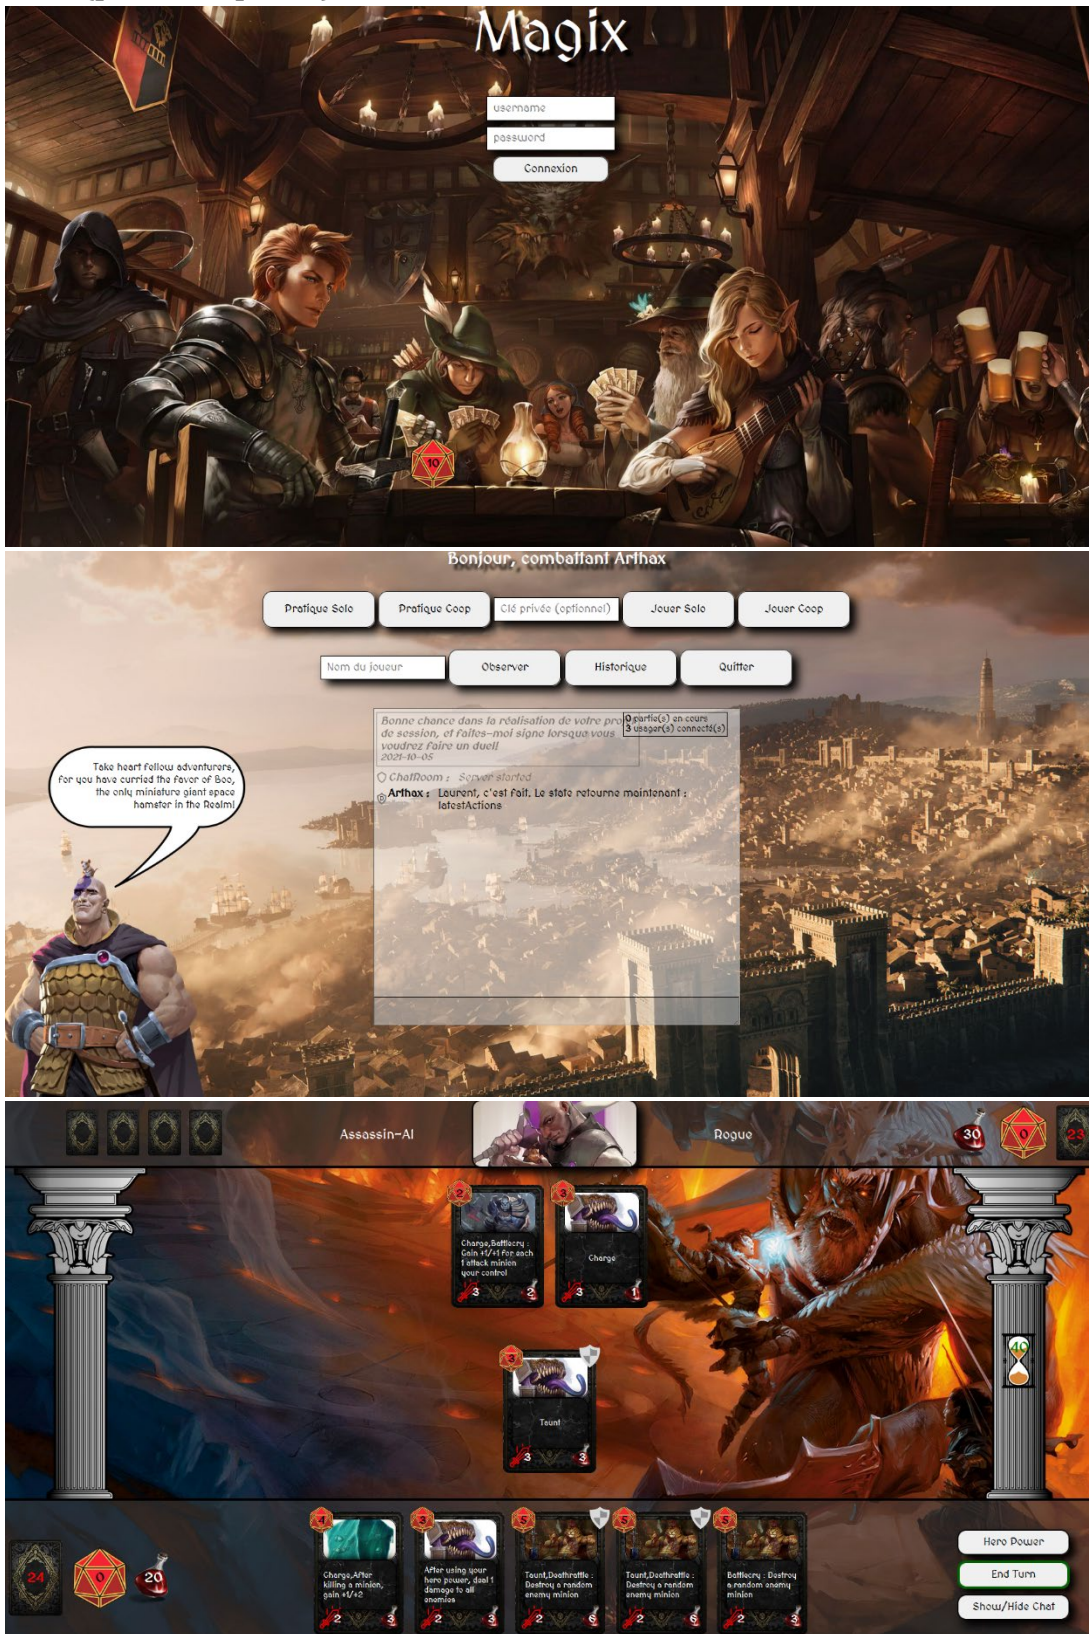 Magix
username
password
Connexion
10
Bonjour, combattant Arthax
Pratique Solo
Pratique Coop
Clé privée (optionnel)
Jouer Solo
Jouer Coop
Nom du joueur
Observer
Historique
Quitter
Bonne chance dans la réalisation de votre pro
de session, et faites-moi signe lorsque vous
voudrez faire un duel!
2021-10-05
0 partie(s) en cours
3 usager(s) connecté(s)
ChatRoom : Server started
Arthax : Laurent, c'est fait. Le state retourne maintenant :
latestActions
Take heart fellow adventurers,
for you have curried the favor of Boo,
the only miniature giant space
hamster in the Realm!
Assassin-AI
Rogue
30
0
23
2
Charge,Battlecry :
Gain +1/+1 for each
1 attack minion
your control
3
2
3
Charge
3
1
40
3
Taunt
3
3
24
0
20
4
Charge,After
killing a minion,
gain +1/+2
2
3
3
After using your
hero power, deal 1
damage to all
enemies
2
3
5
Taunt,Deathrattle :
Destroy a random
enemy minion
2
6
5
Taunt,Deathrattle :
Destroy a random
enemy minion
2
6
5
Battlecry : Destroy
a random enemy
minion
2
3
Hero Power
End Turn
Show/Hide Chat